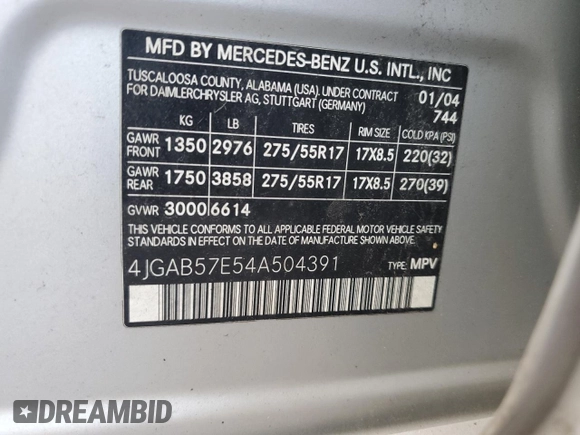 MFD BY MERCEDES-BENZ U.S. INTL., INC
TUSCALOOSA COUNTY, ALABAMA (USA). UNDER CONTRACT 01/04
FOR DAIMLERCHRYSLER AG, STUTTGART (GERMANY) 744
KG LB TIRES RIM SIZE COLD KPA (PSI)
GAWR FRONT 1350 2976 275/55R17 17X8.5 220(32)
GAWR REAR 1750 3858 275/55R17 17X8.5 270(39)
GVWR 3000 6614
THIS VEHICLE CONFORMS TO ALL APPLICABLE FEDERAL MOTOR VEHICLE SAFETY
STANDARDS IN EFFECT ON THE DATE OF MANUFACTURE SHOWN ABOVE.
4JGAB57E54A504391 TYPE: MPV
DREAMBID